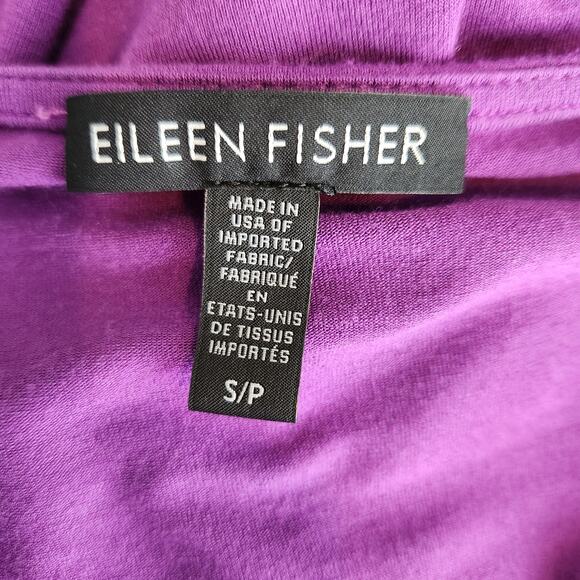 EILEEN FISHER
MADE IN
USA OF
IMPORTED
FABRIC/
FABRIQUÉ
EN
ETATS-UNIS
DE TISSUS
IMPORTÉS
S/P